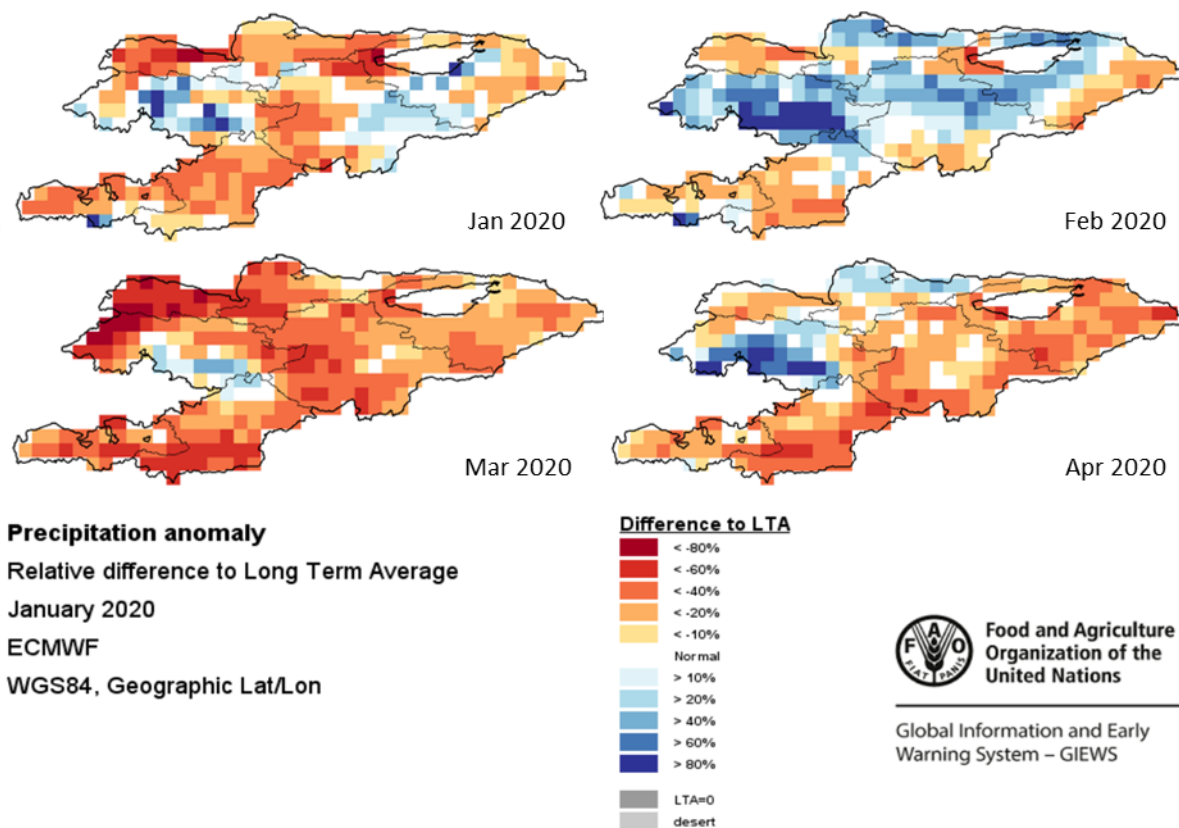 Jan 2020
Feb 2020
Mar 2020
Apr 2020
Precipitation anomaly
Relative difference to Long Term Average
January 2020
ECMWF
WGS84, Geographic Lat/Lon
Difference to LTA
< -80%
< -60%
< -40%
< -20%
< -10%
Normal
> 10%
> 20%
> 40%
> 60%
> 80%
LTA=0
desert
F A O
FIAT PANIS
Food and Agriculture
Organization of the
United Nations
Global Information and Early
Warning System – GIEWS